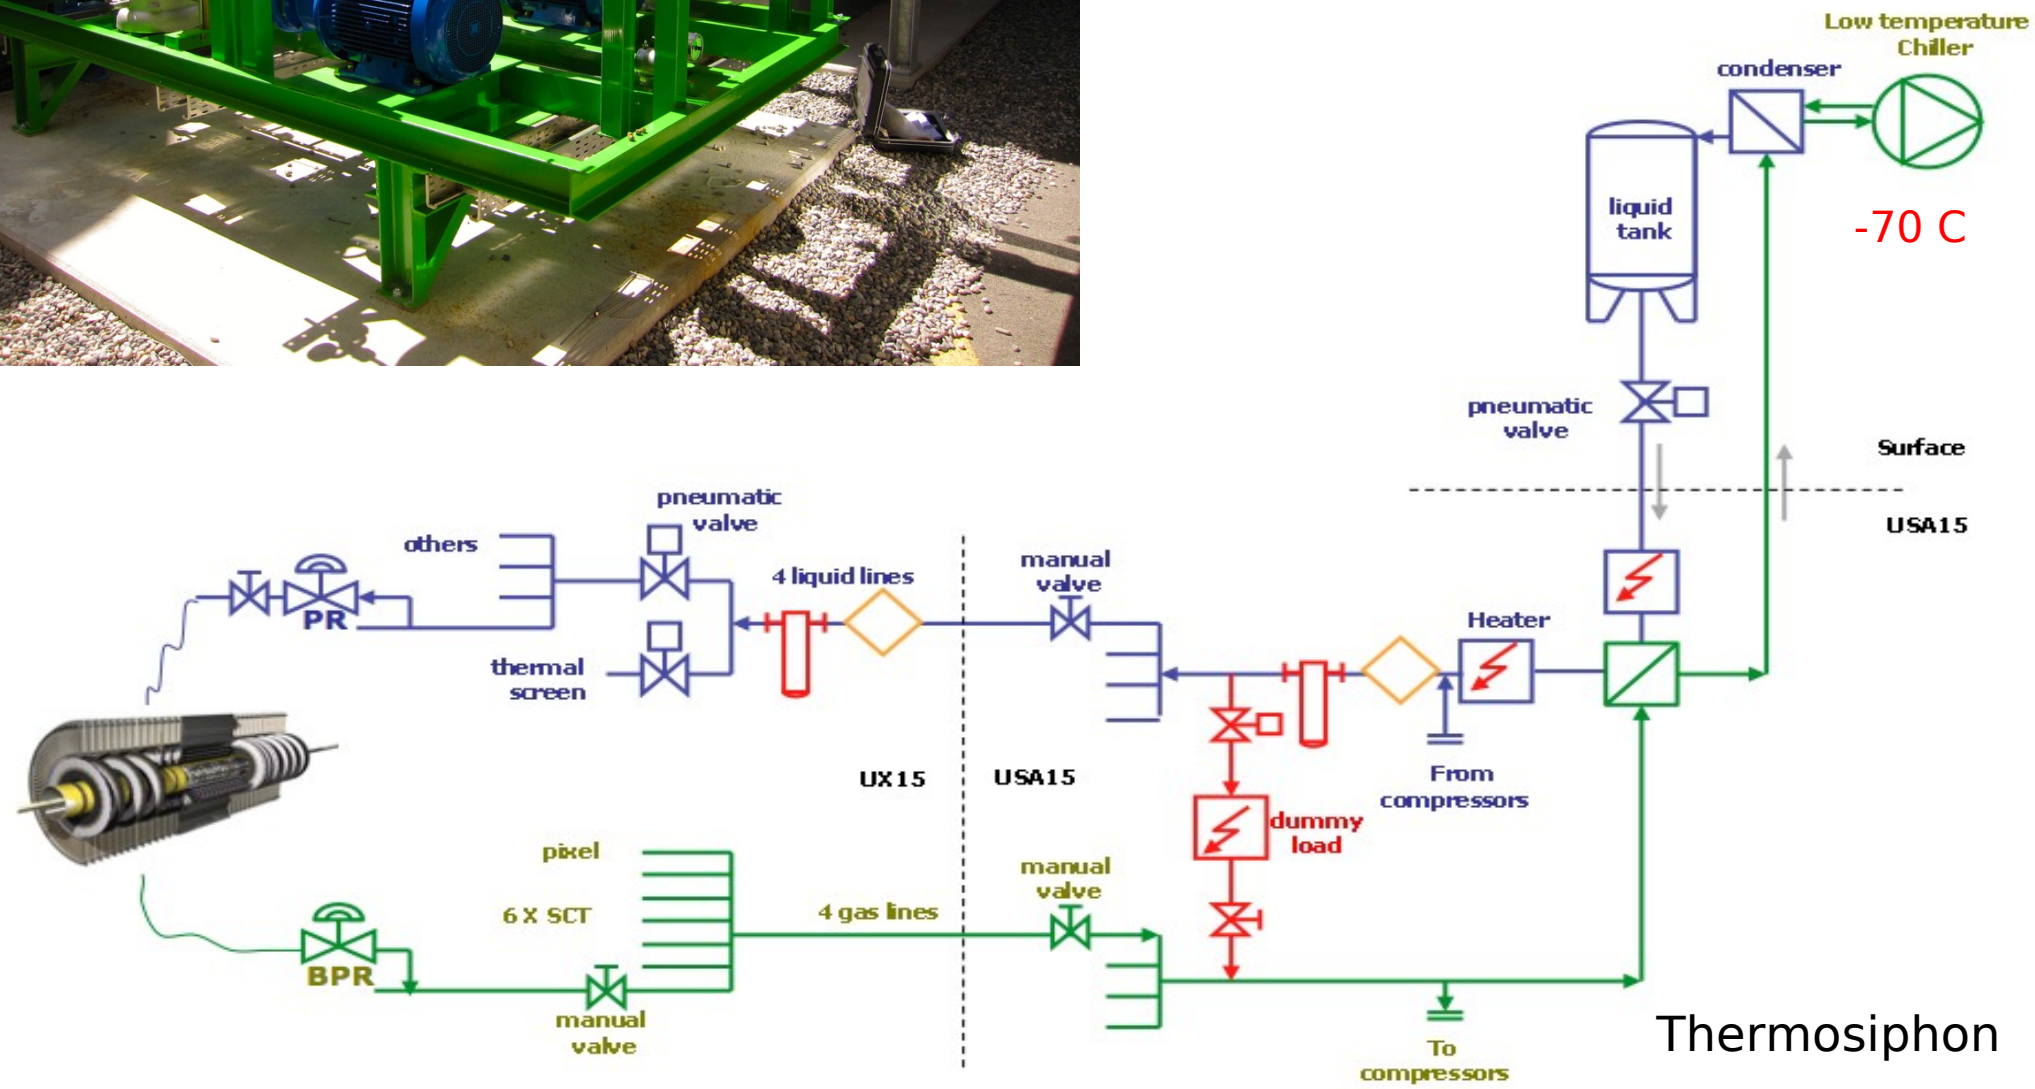 Low temperature
Chiller
condenser
liquid
tank
-70 C
pneumatic
valve
Surface
USA15
pneumatic
valve
others
4 liquid lines
manual
valve
PR
Heater
thermal
screen
UX15
USA15
From
compressors
dummy
load
pixel
manual
valve
6 X SCT
4 gas lines
BPR
manual
valve
To
compressors
Thermosiphon